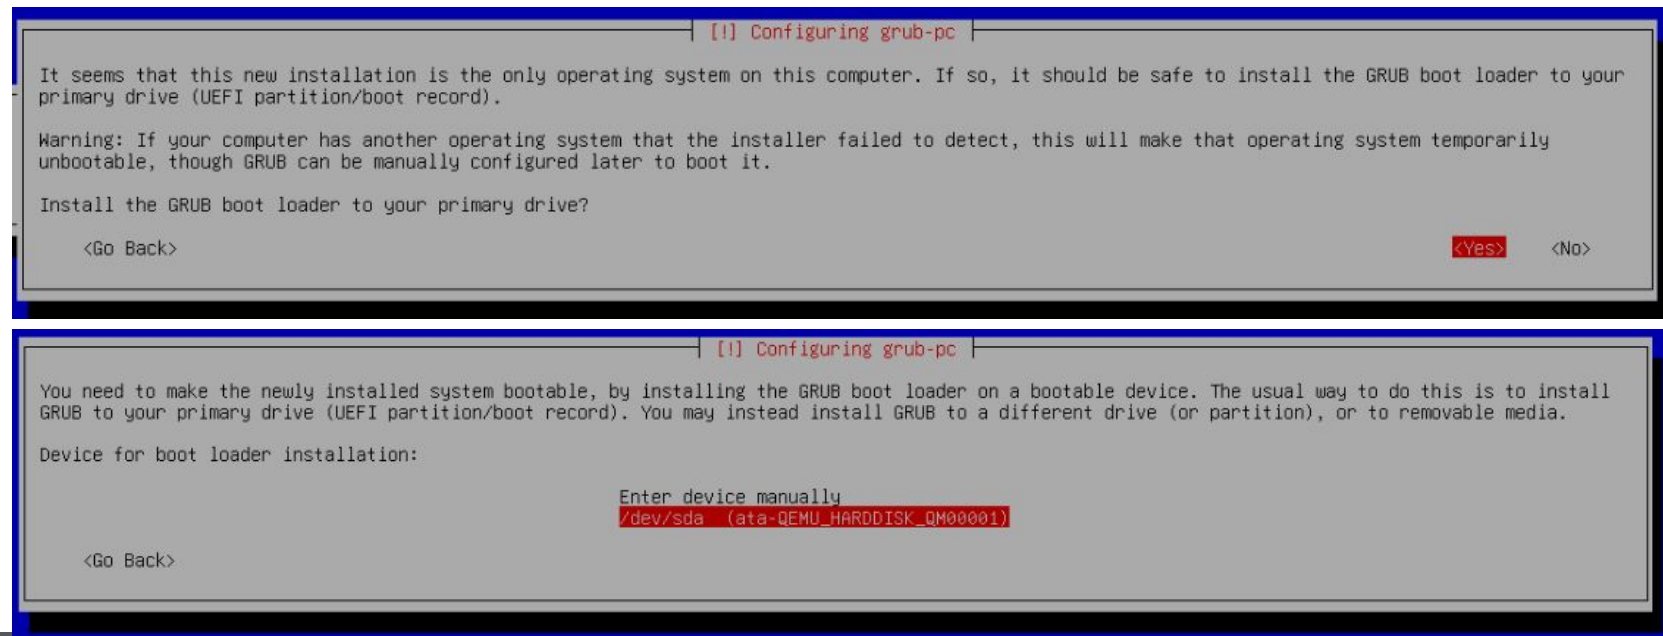 [!] Configuring grub-pc
It seems that this new installation is the only operating system on this computer. If so, it should be safe to install the GRUB boot loader to your
primary drive (UEFI partition/boot record).
Warning: If your computer has another operating system that the installer failed to detect, this will make that operating system temporarily
unbootable, though GRUB can be manually configured later to boot it.
Install the GRUB boot loader to your primary drive?
<Go Back> <Yes> <No>
[!] Configuring grub-pc
You need to make the newly installed system bootable, by installing the GRUB boot loader on a bootable device. The usual way to do this is to install
GRUB to your primary drive (UEFI partition/boot record). You may instead install GRUB to a different drive (or partition), or to removable media.
Device for boot loader installation:
Enter device manually
/dev/sda (ata-QEMU_HARDDISK_QM00001)
<Go Back>